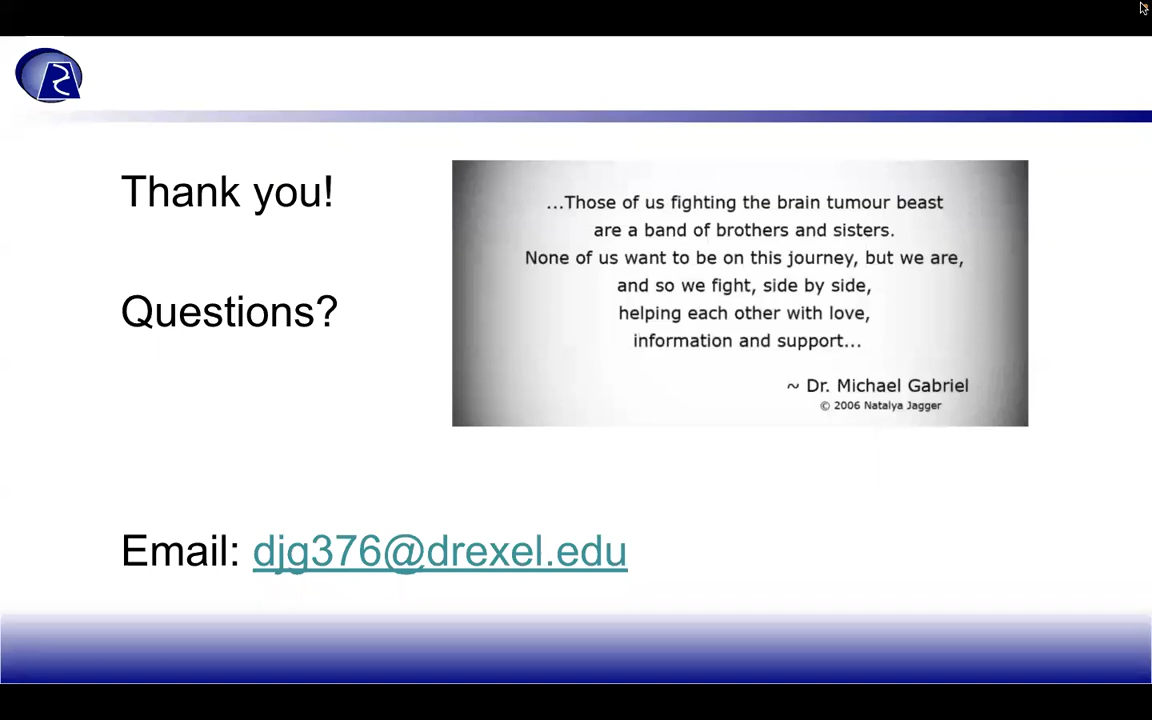 Thank you!
Questions?
...Those of us fighting the brain tumour beast
are a band of brothers and sisters.
None of us want to be on this journey, but we are,
and so we fight, side by side,
helping each other with love,
information and support...
~ Dr. Michael Gabriel
© 2006 Natalya Jagger
Email: djg376@drexel.edu